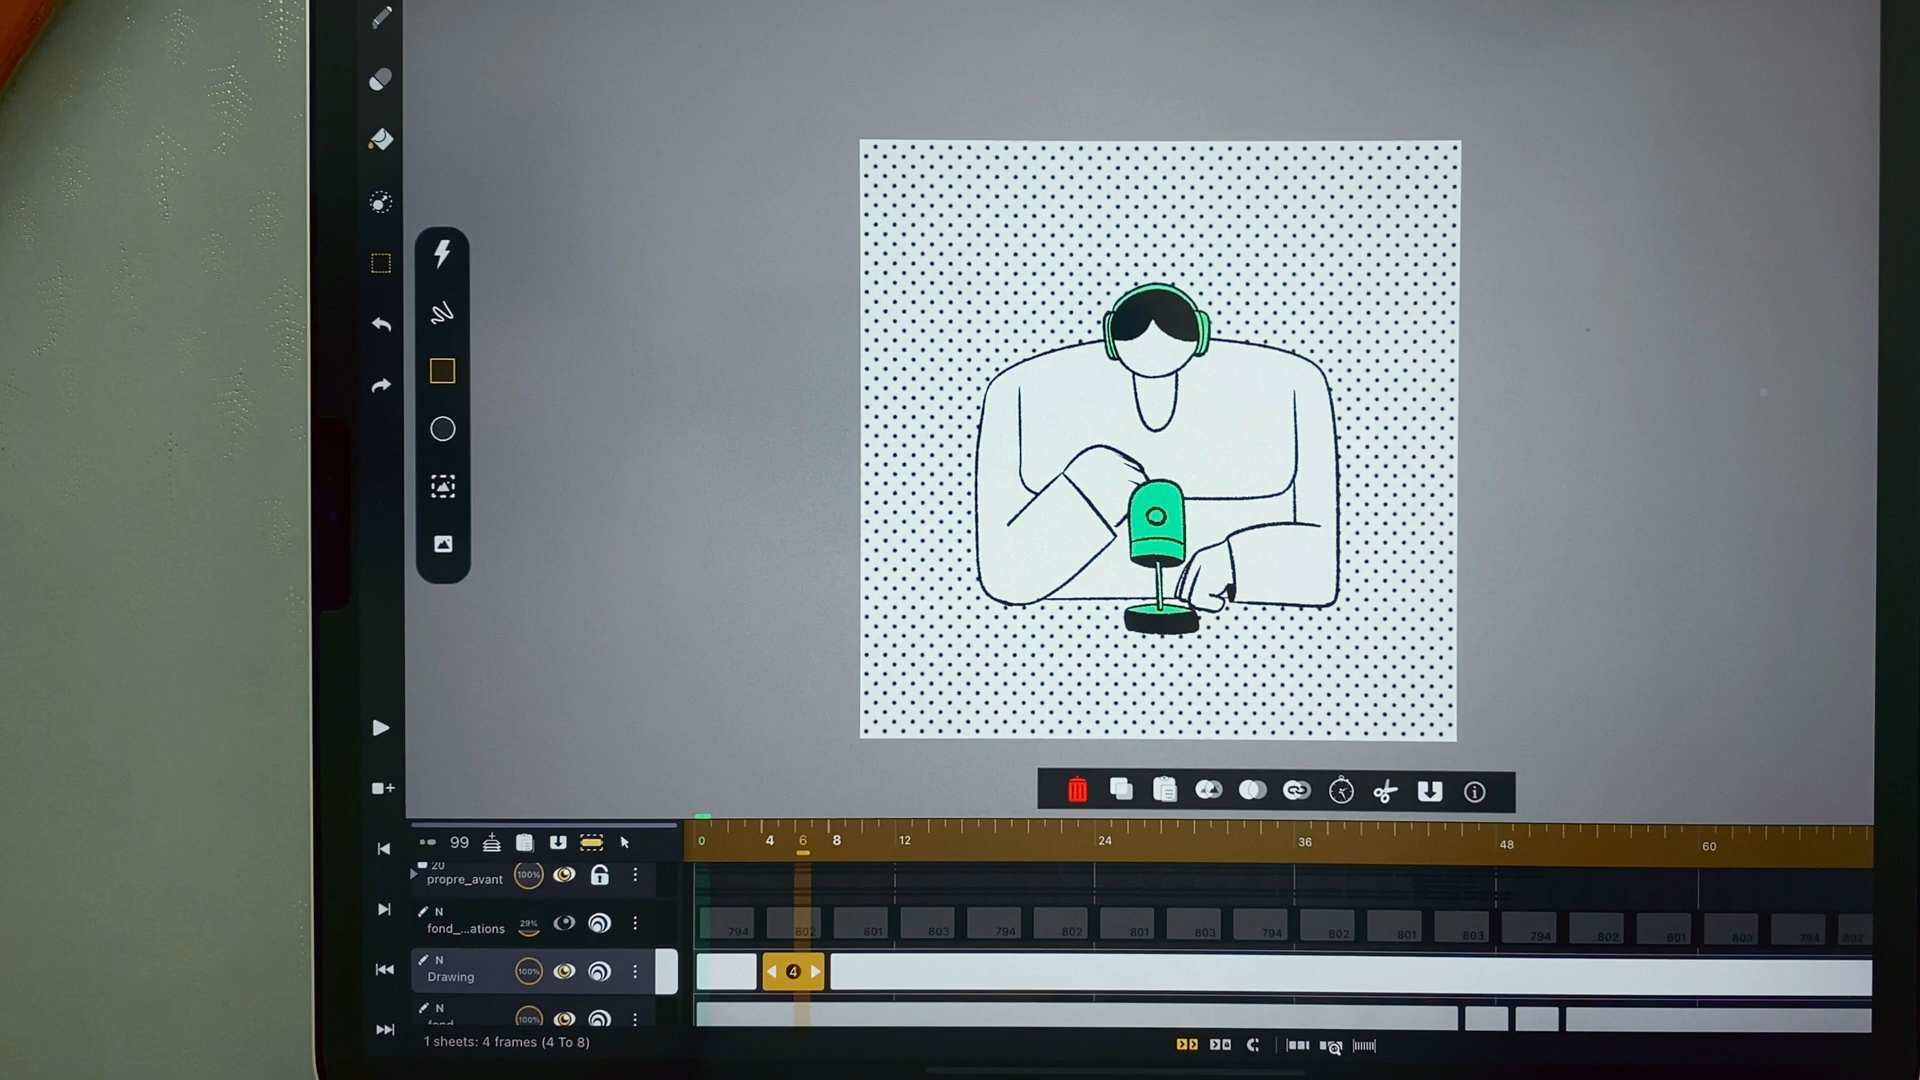 99
0 4 6 8 12 24 36 48 60
20
propre_avant 100%
N
fond_...ations 29%
794 802 801 803 794 802 801 803 794 802 801 803 794 802 801 803 794 802
N
Drawing 100%
4
N
fond 100%
1 sheets: 4 frames (4 To 8)